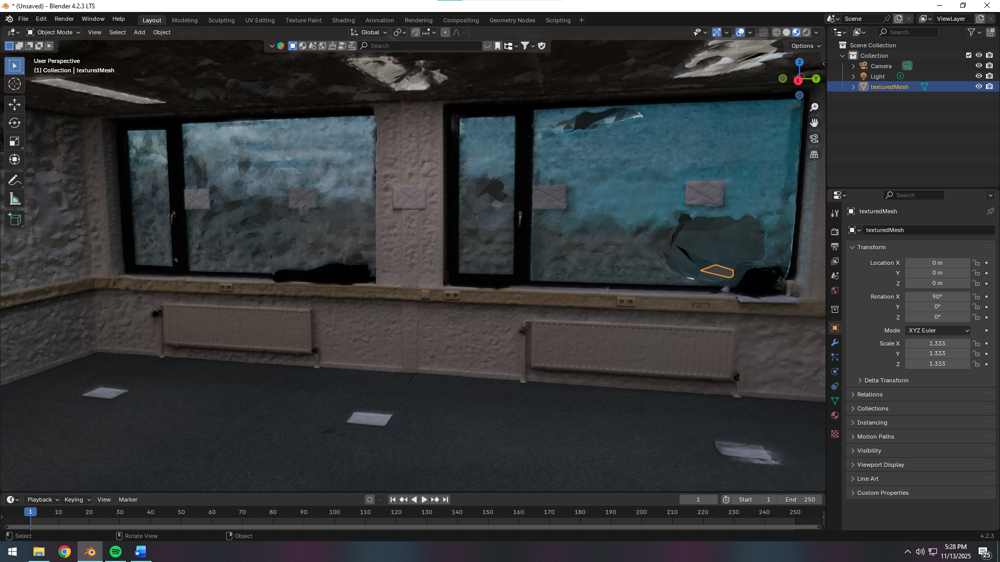 * (Unsaved) - Blender 4.2.3 LTS
File Edit Render Window Help Layout Modeling Sculpting UV Editing Texture Paint Shading Animation Rendering Compositing Geometry Nodes Scripting + Scene ViewLayer
Object Mode View Select Add Object Global Search
Search Options
User Perspective
(1) Collection | texturedMesh
Z
Y
X
Scene Collection
Collection
Camera
Light
texturedMesh
Search
texturedMesh
texturedMesh
Transform
Location X 0 m
Y 0 m
Z 0 m
Rotation X 90°
Y 0°
Z 0°
Mode XYZ Euler
Scale X 1.333
Y 1.333
Z 1.333
Delta Transform
Relations
Collections
Instancing
Motion Paths
Visibility
Viewport Display
Line Art
Custom Properties
Playback Keying View Marker 1 Start 1 End 250
1 10 20 30 40 50 60 70 80 90 100 110 120 130 140 150 160 170 180 190 200 210 220 230 240 250
Select Rotate View Object 4.2.3
W
5:28 PM
11/13/2025
25